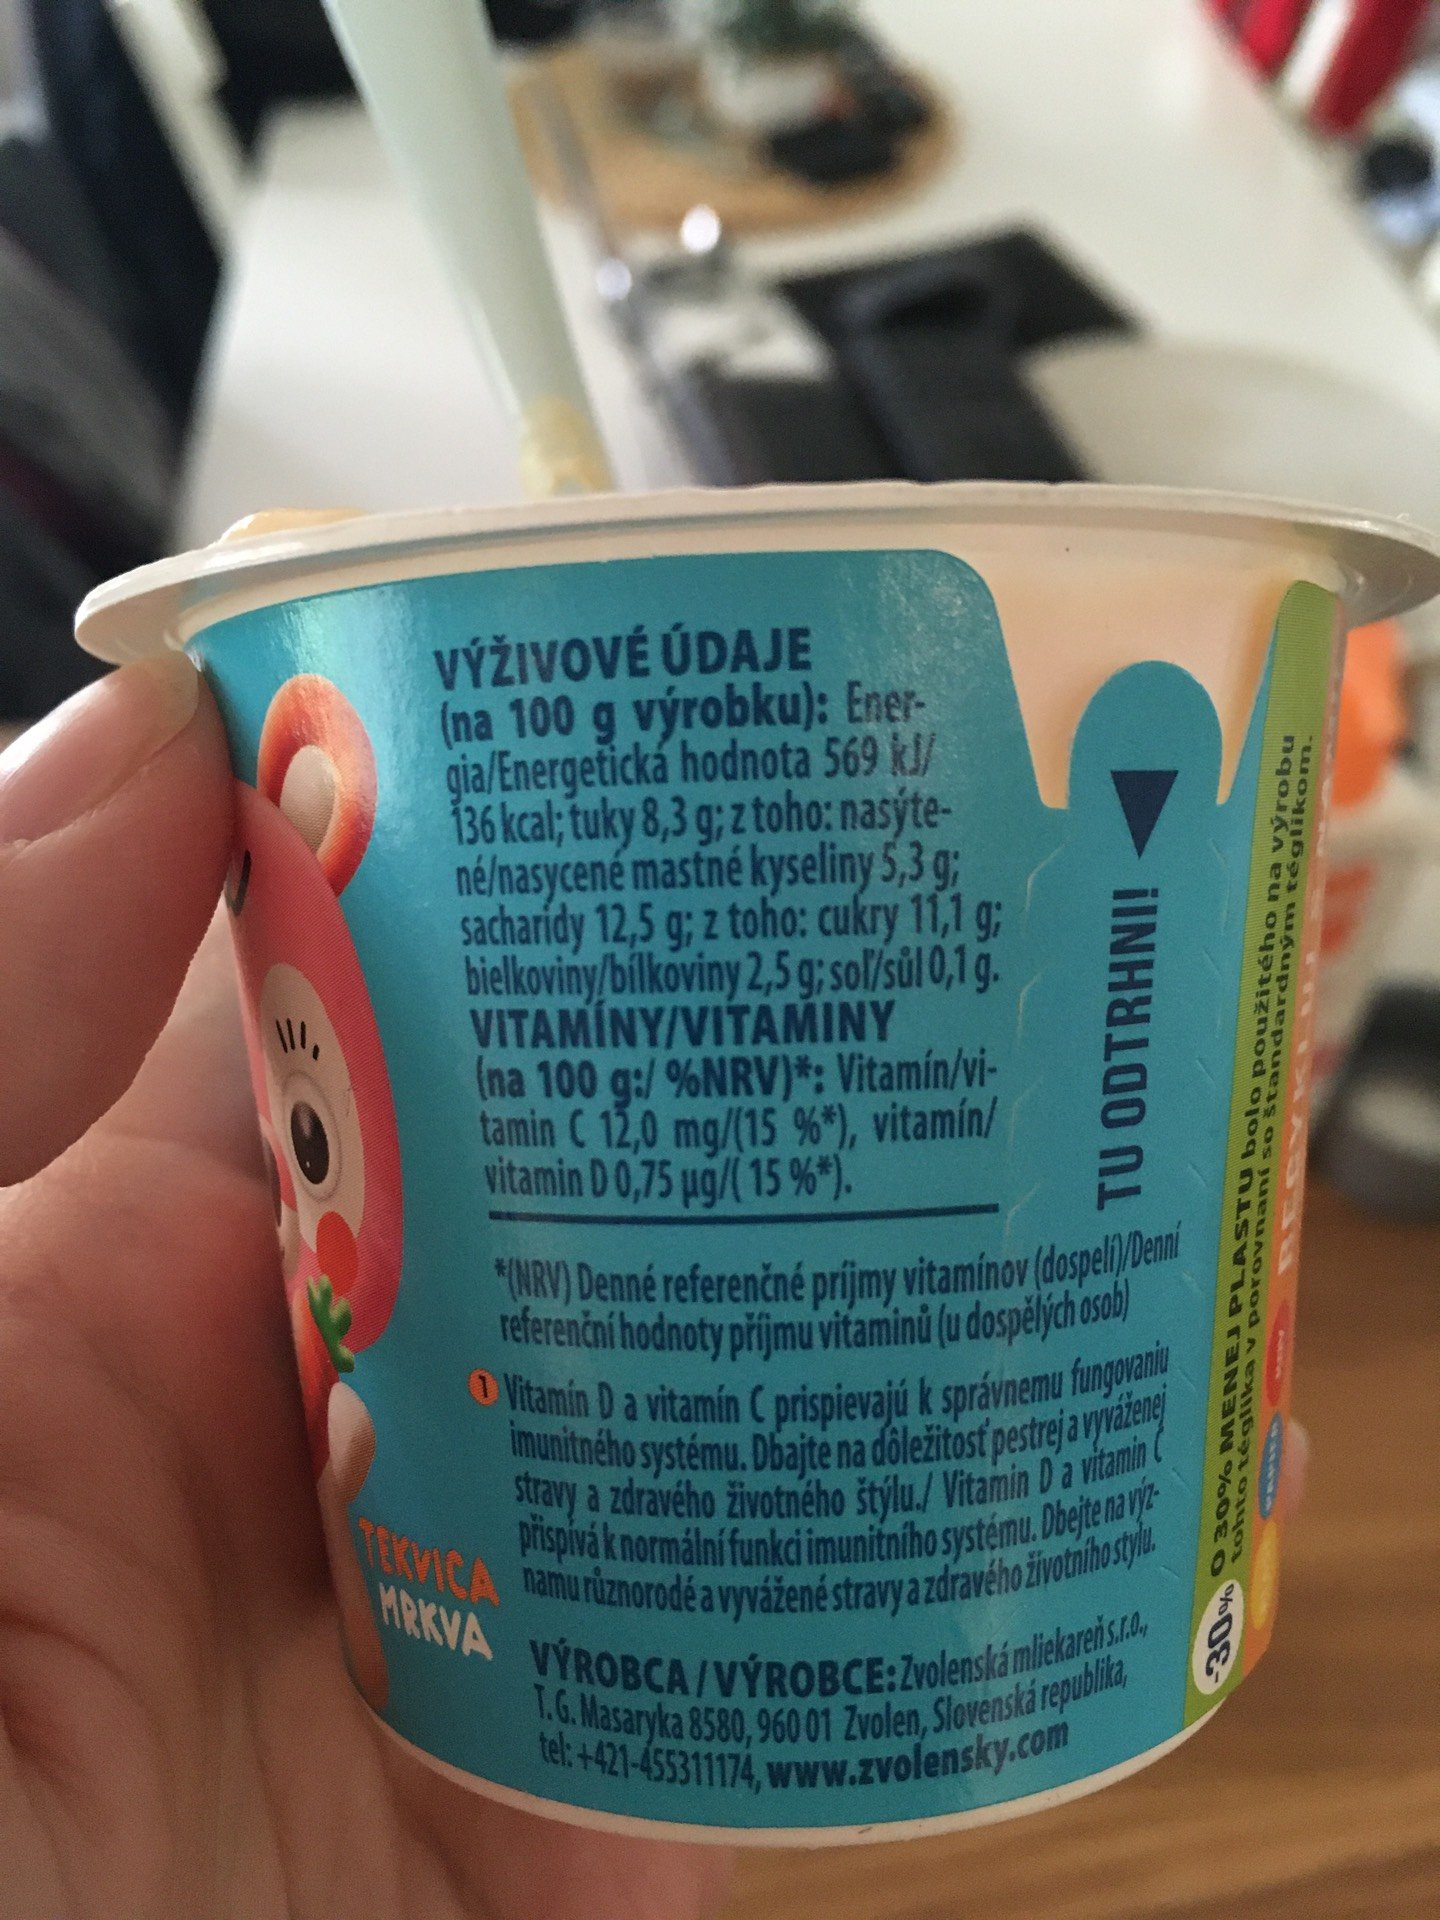 VÝŽIVOVÉ ÚDAJE
(na 100 g výrobku): Ener-
gia/Energetická hodnota 569 kJ/
136 kcal; tuky 8,3 g; z toho: nasýte-
né/nasycené mastné kyseliny 5,3 g;
sacharidy 12,5 g; z toho: cukry 11,1 g;
bielkoviny/bílkoviny 2,5 g; soľ/sůl 0,1 g.
VITAMÍNY/VITAMINY
(na 100 g:/ %NRV)*: Vitamín/vi-
tamin C 12,0 mg/(15 %*), vitamín/
vitamin D 0,75 µg/( 15 %*).
*(NRV) Denné referenčné príjmy vitamínov (dospelí)/Denní
referenční hodnoty příjmu vitaminů (u dospělých osob)
1 Vitamín D a vitamín C prispievajú k správnemu fungovaniu
imunitného systému. Dbajte na dôležitosť pestrej a vyváženej
stravy a zdravého životného štýlu./ Vitamin D a vitamin C
přispívá k normální funkci imunitního systému. Dbejte na výz-
namu různorodé a vyvážené stravy a zdravého životního stylu.
VÝROBCA / VÝROBCE: Zvolenská mliekareň s.r.o.,
T. G. Masaryka 8580, 960 01 Zvolen, Slovenská republika,
tel: +421-455311174, www.zvolensky.com
TEKVICA
MRKVA
TU ODTRHNI!
-30%
O 30% MENEJ PLASTU bolo použitého na výrobu
tohto téglika v porovnaní so štandardným téglikom.